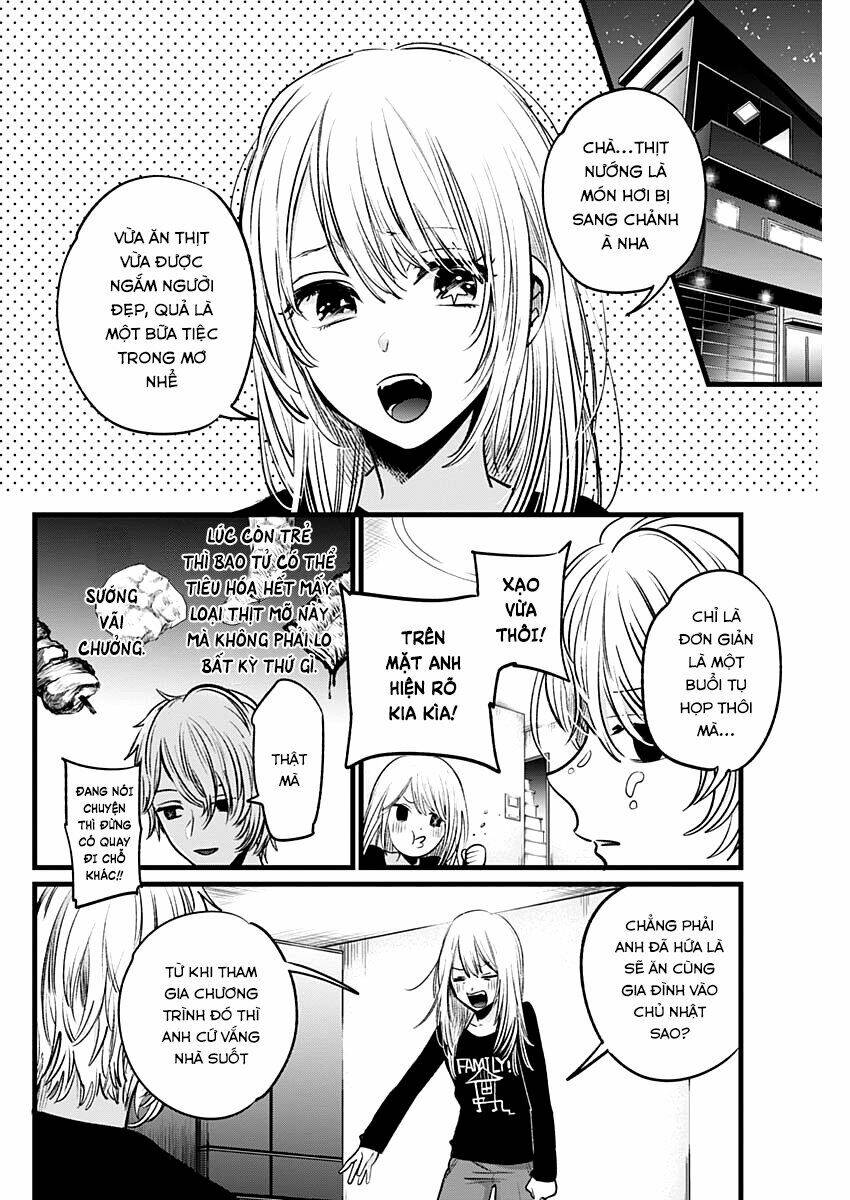 CHÀ...THỊT
NƯỚNG LÀ
MÓN HƠI BỊ
SANG CHẢNH
À NHA
VỪA ĂN THỊT
VỪA ĐƯỢC
NGẮM NGƯỜI
ĐẸP, QUẢ LÀ
MỘT BỮA TIỆC
TRONG MƠ
NHỂ
CHỈ LÀ
ĐƠN GIẢN
LÀ MỘT
BUỔI TỤ
HỌP THÔI
MÀ...
XẠO
VỪA
THÔI!
TRÊN
MẶT ANH
HIỆN RÕ
KIA KÌA!
LÚC CÒN TRẺ
THÌ BAO TỬ CÓ THỂ
TIÊU HÓA HẾT MẤY
LOẠI THỊT MỠ NÀY
MÀ KHÔNG PHẢI LO
BẤT KỲ THỨ GÌ.
SƯỚNG
VÃI
CHƯỞNG.
THẬT
MÀ
ĐANG NÓI
CHUYỆN
THÌ ĐỪNG
CÓ QUAY
ĐI CHỖ
KHÁC!!
CHẲNG PHẢI
ANH ĐÃ HỨA LÀ
SẼ ĂN CÙNG
GIA ĐÌNH VÀO
CHỦ NHẬT
SAO?
FAMILY!
TỪ KHI THAM
GIA CHƯƠNG
TRÌNH ĐÓ THÌ
ANH CỨ VẮNG
NHÀ SUỐT